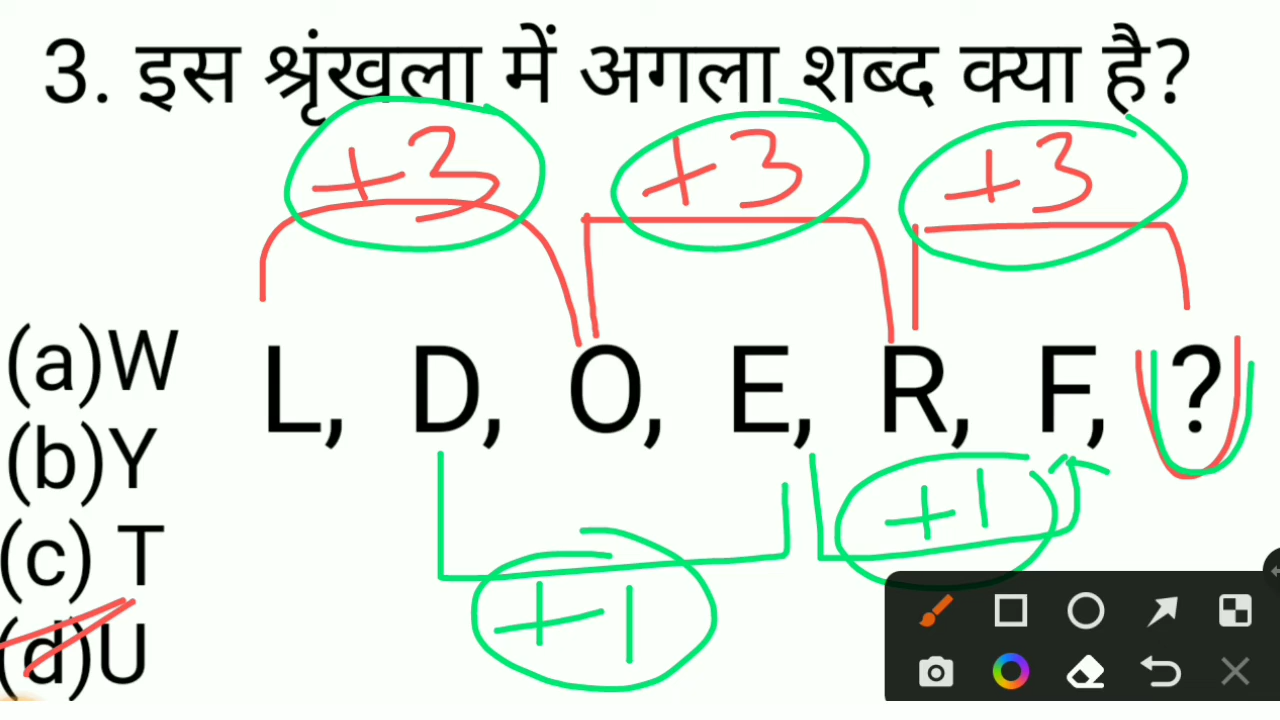 3. इस श्रृंखला में अगला शब्द क्या है?
+3 +3 +3
(a)W
L, D, O, E, R, F, ?
(b)Y
+1
(c) T
+1
(d)U